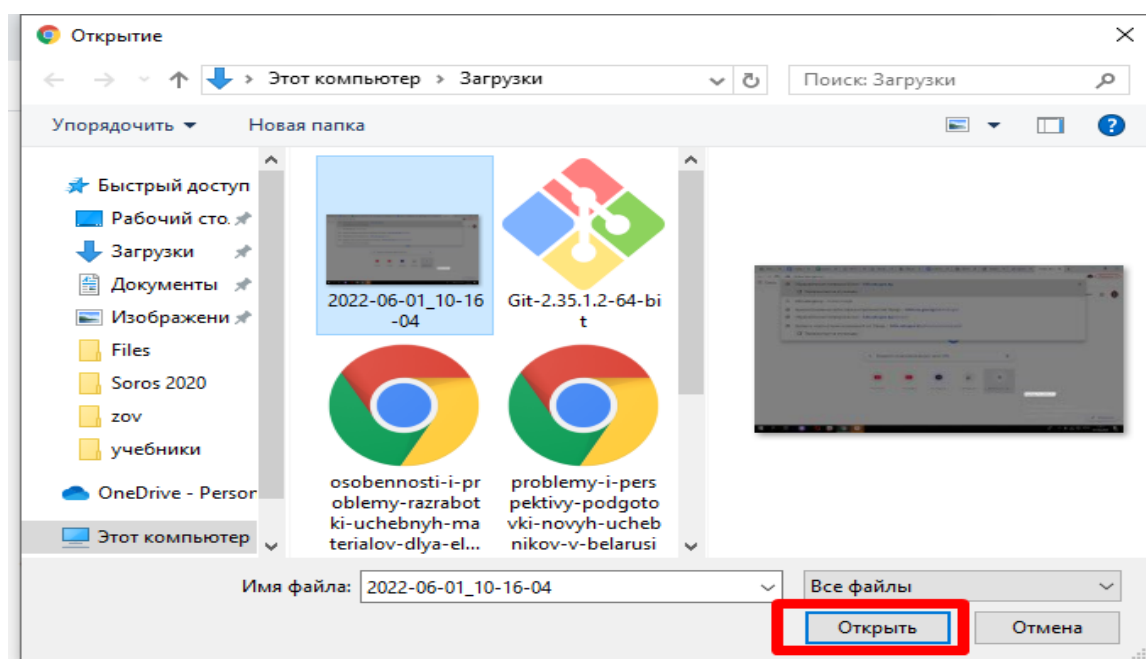 Открытие
Этот компьютер > Загрузки
Поиск: Загрузки
Упорядочить
Новая папка
Быстрый доступ
Рабочий сто.
Загрузки
Документы
Изображени
Files
Soros 2020
zov
учебники
OneDrive - Person
Этот компьютер
2022-06-01_10-16
-04
Git-2.35.1.2-64-bi
t
osobennosti-i-pr
oblemy-razrabot
ki-uchebnyh-ma
terialov-dlya-el...
problemy-i-pers
pektivy-podgoto
vki-novyh-ucheb
nikov-v-belarusi
Имя файла: 2022-06-01_10-16-04
Все файлы
Открыть
Отмена